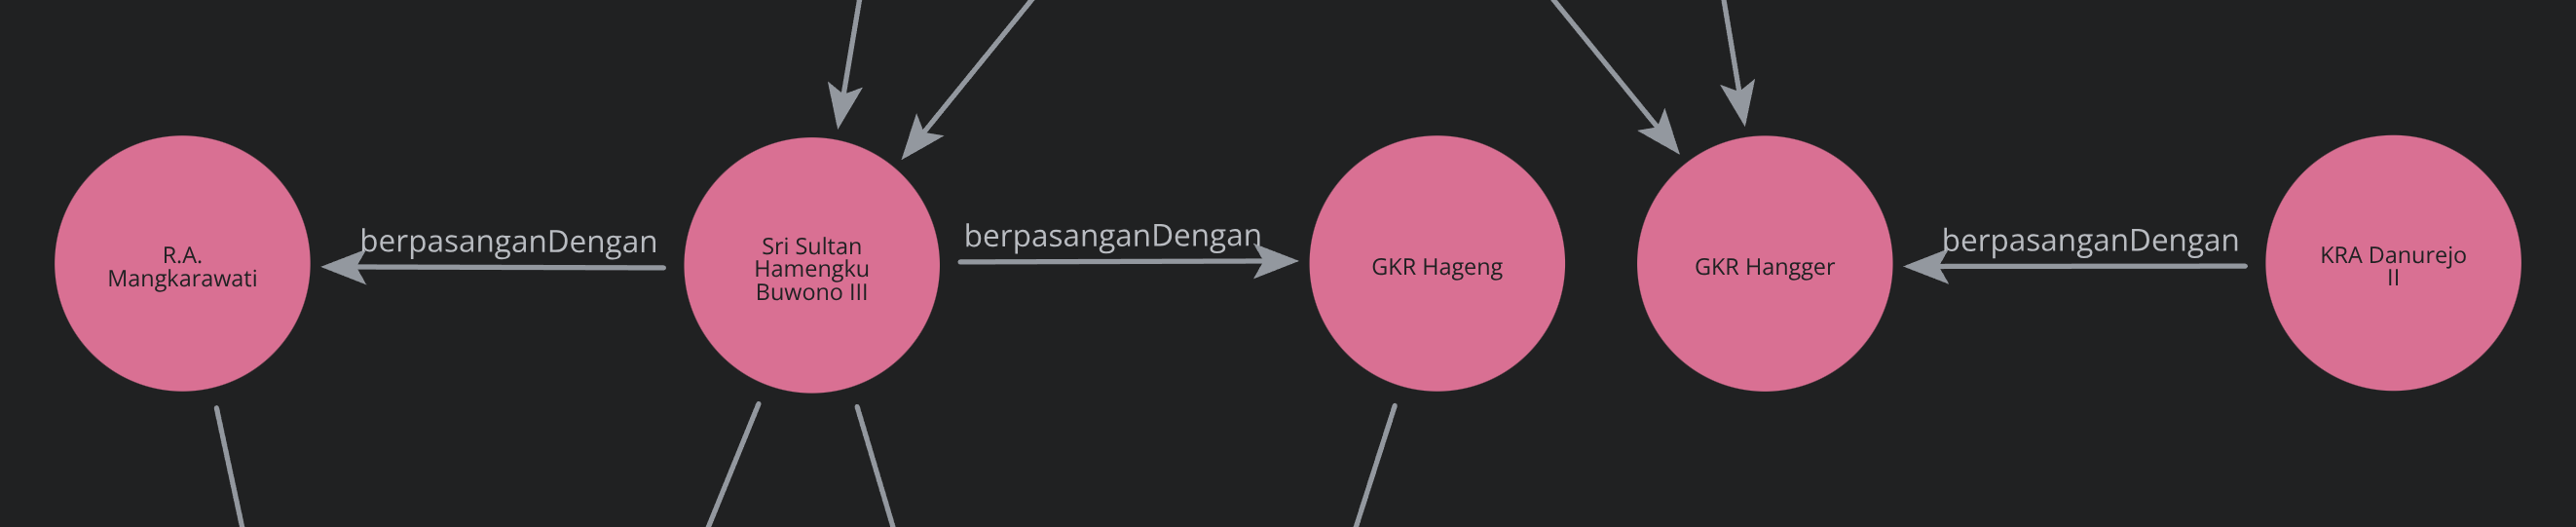 R.A.
Mangkarawati
berpasanganDengan
Sri Sultan
Hamengku
Buwono III
berpasanganDengan
GKR Hageng
GKR Hangger
berpasanganDengan
KRA Danurejo
II